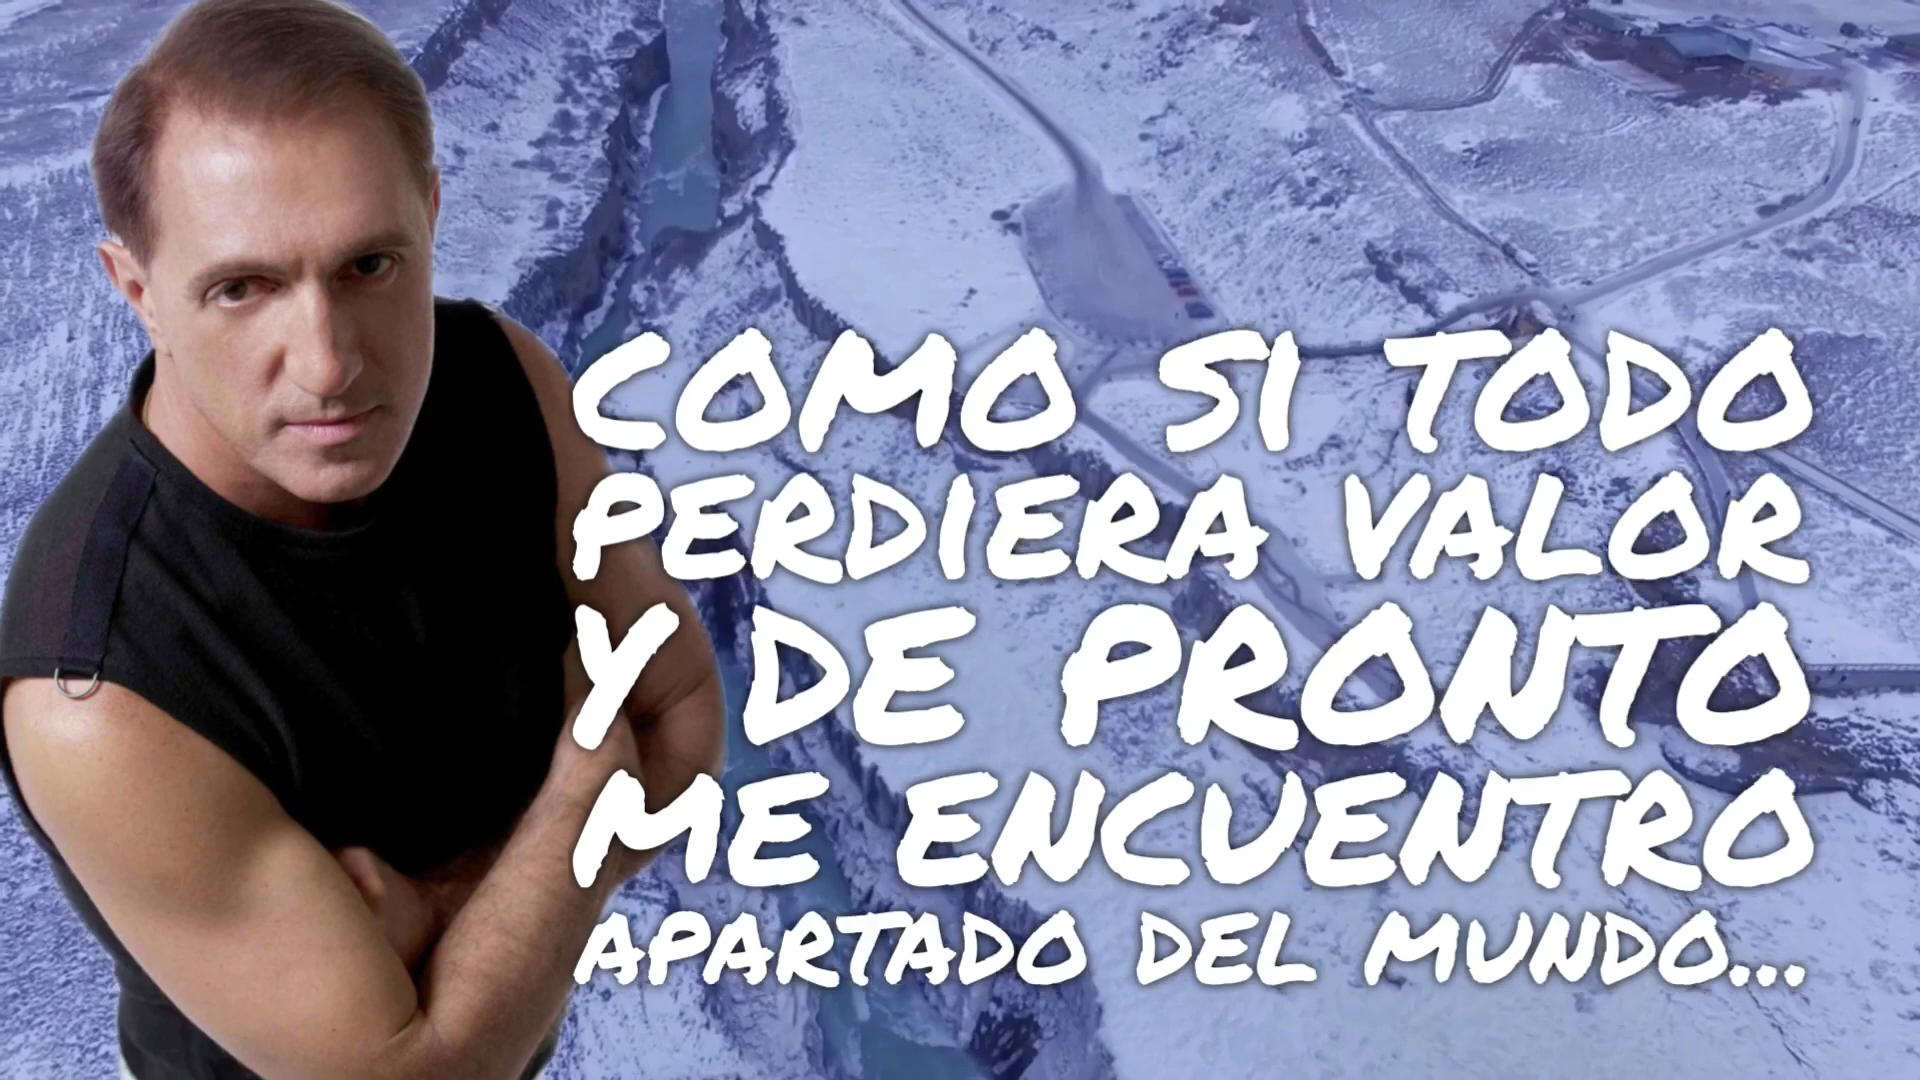 COMO SI TODO
PERDIERA VALOR
Y DE PRONTO
ME ENCUENTRO
APARTADO DEL MUNDO...